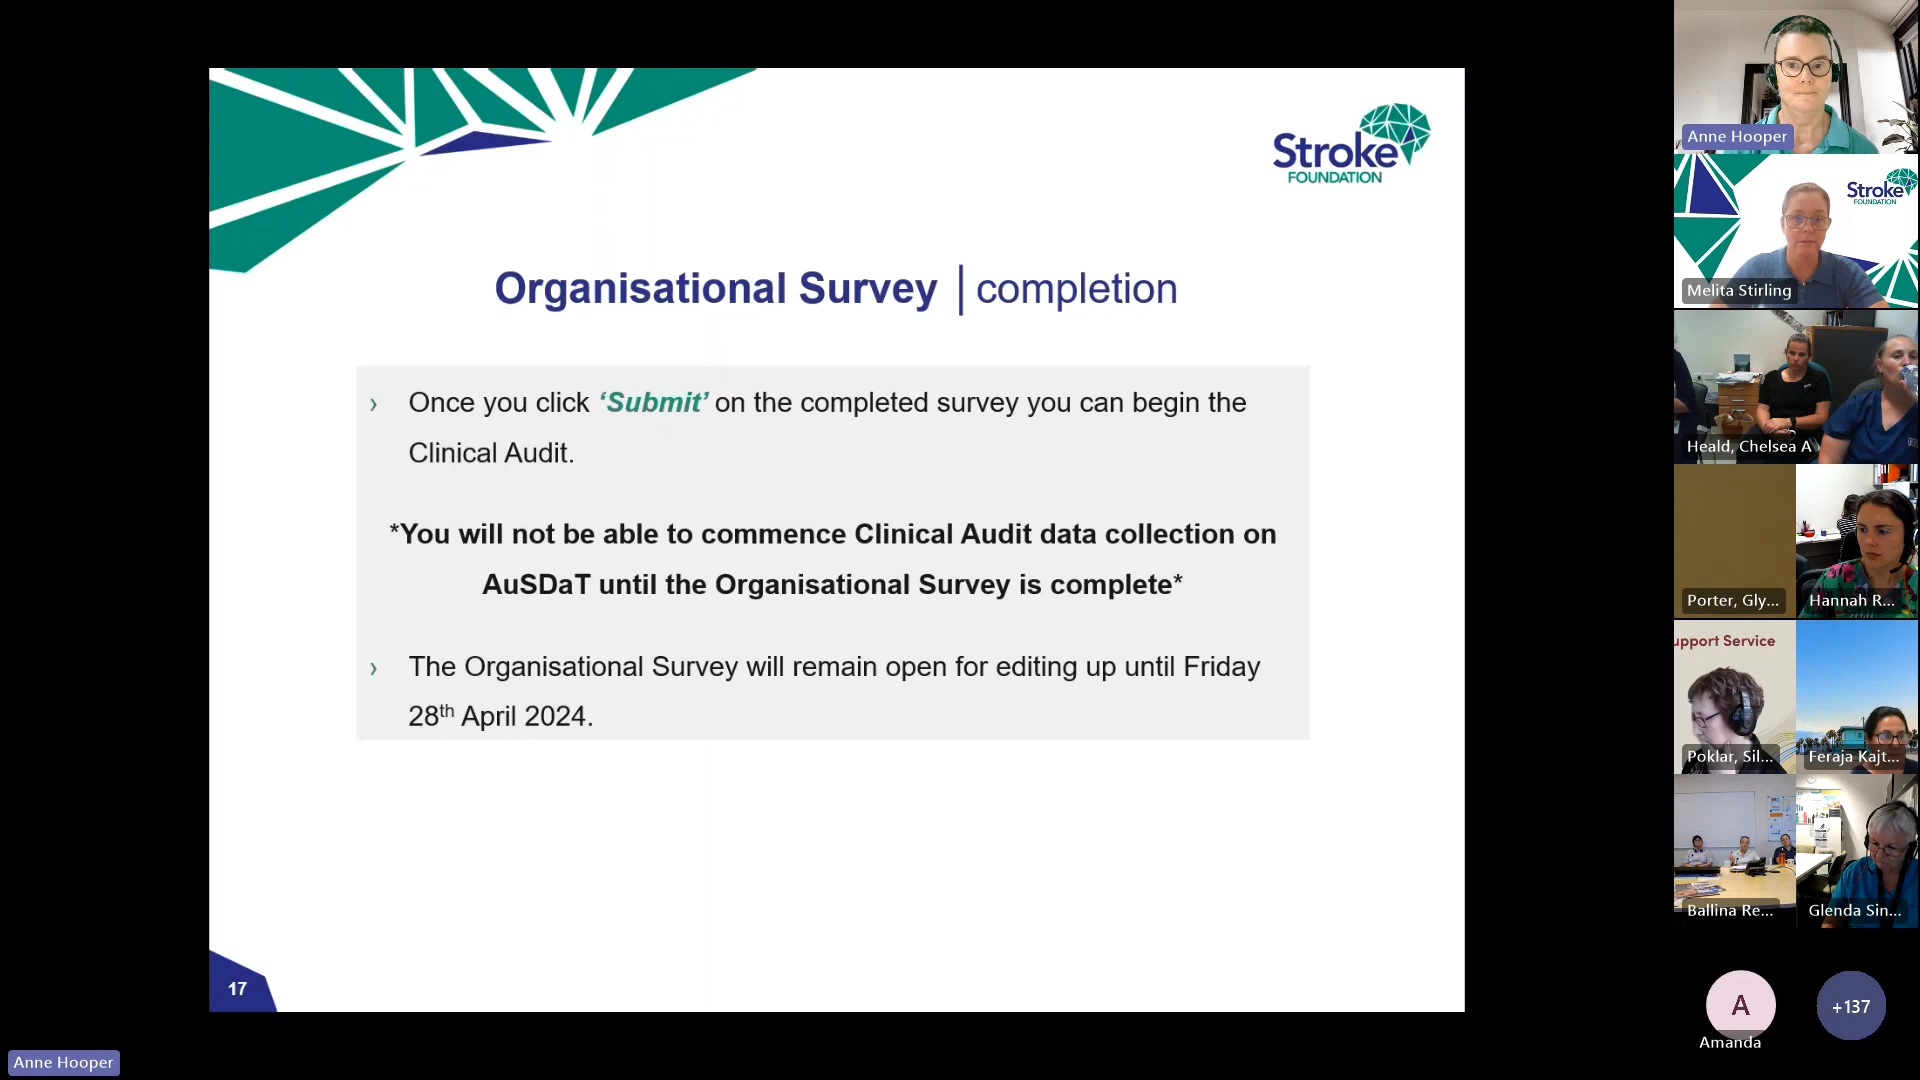 Stroke
FOUNDATION
Organisational Survey | completion
› Once you click ‘Submit’ on the completed survey you can begin the
Clinical Audit.
*You will not be able to commence Clinical Audit data collection on
AuSDaT until the Organisational Survey is complete*
› The Organisational Survey will remain open for editing up until Friday
28th April 2024.
17
Anne Hooper
Anne Hooper
Stroke
FOUNDATION
Melita Stirling
Heald, Chelsea A
Porter, Gly...
Hannah R...
upport Service
Poklar, Sil...
Feraja Kajt...
Ballina Re...
Glenda Sin...
A
Amanda
+137